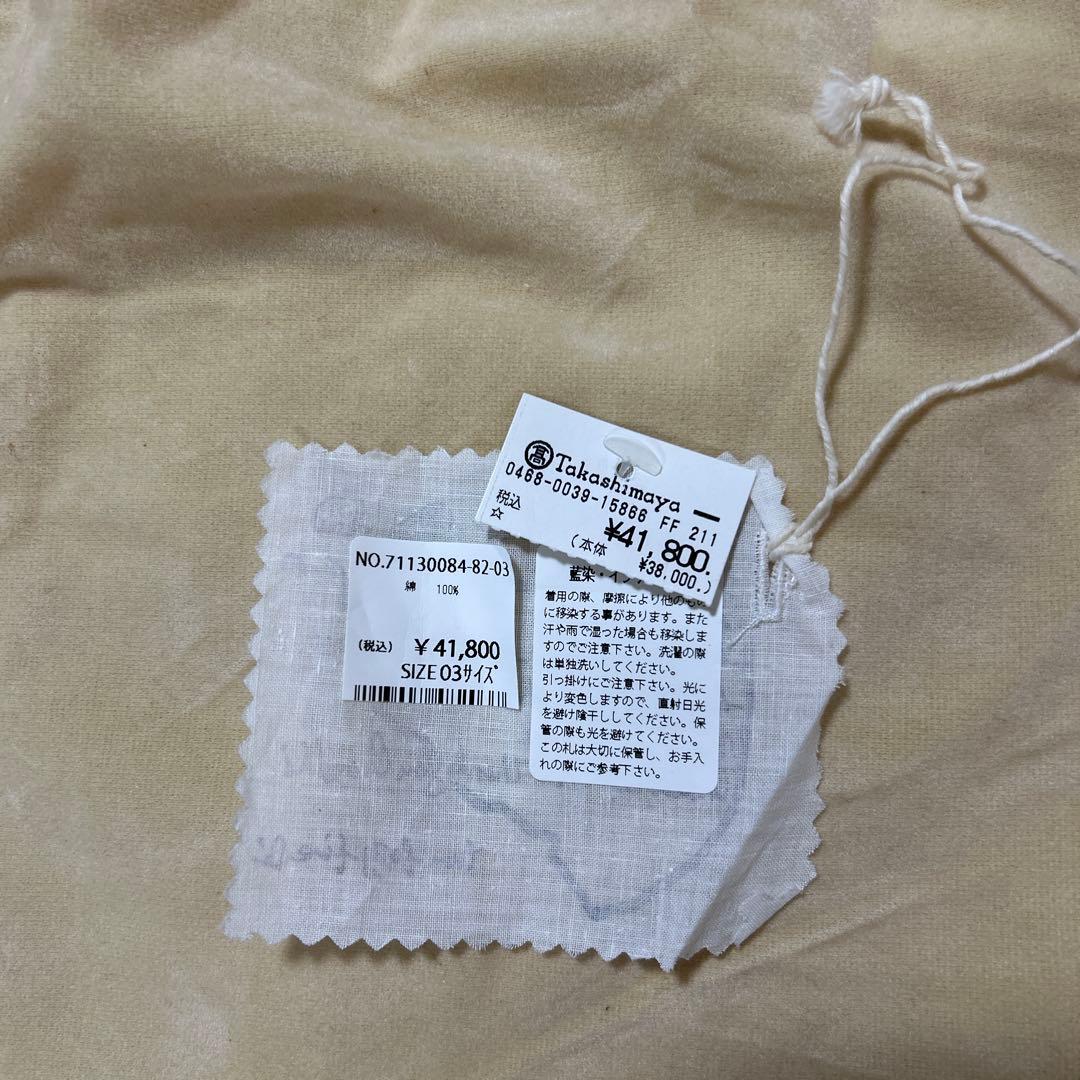 髙 Takashimaya
0468-0039-15866 FF 211
税込 ¥41,800.
☆ (本体 ¥38,000.)
NO.71130084-82-03
綿 100%
(税込) ¥41,800
SIZE 03サイズ
藍染・イン
着用の際、摩擦により他のもの
に移染する事があります。また
汗や雨で湿った場合も移染しま
すのでご注意下さい。洗濯の際
は単独洗いしてください。
引っ掛けにご注意下さい。光に
より変色しますので、直射日光
を避け陰干ししてください。保
管の際も光を避けてください。
この札は大切に保管し、お手入
れの際にご参考下さい。